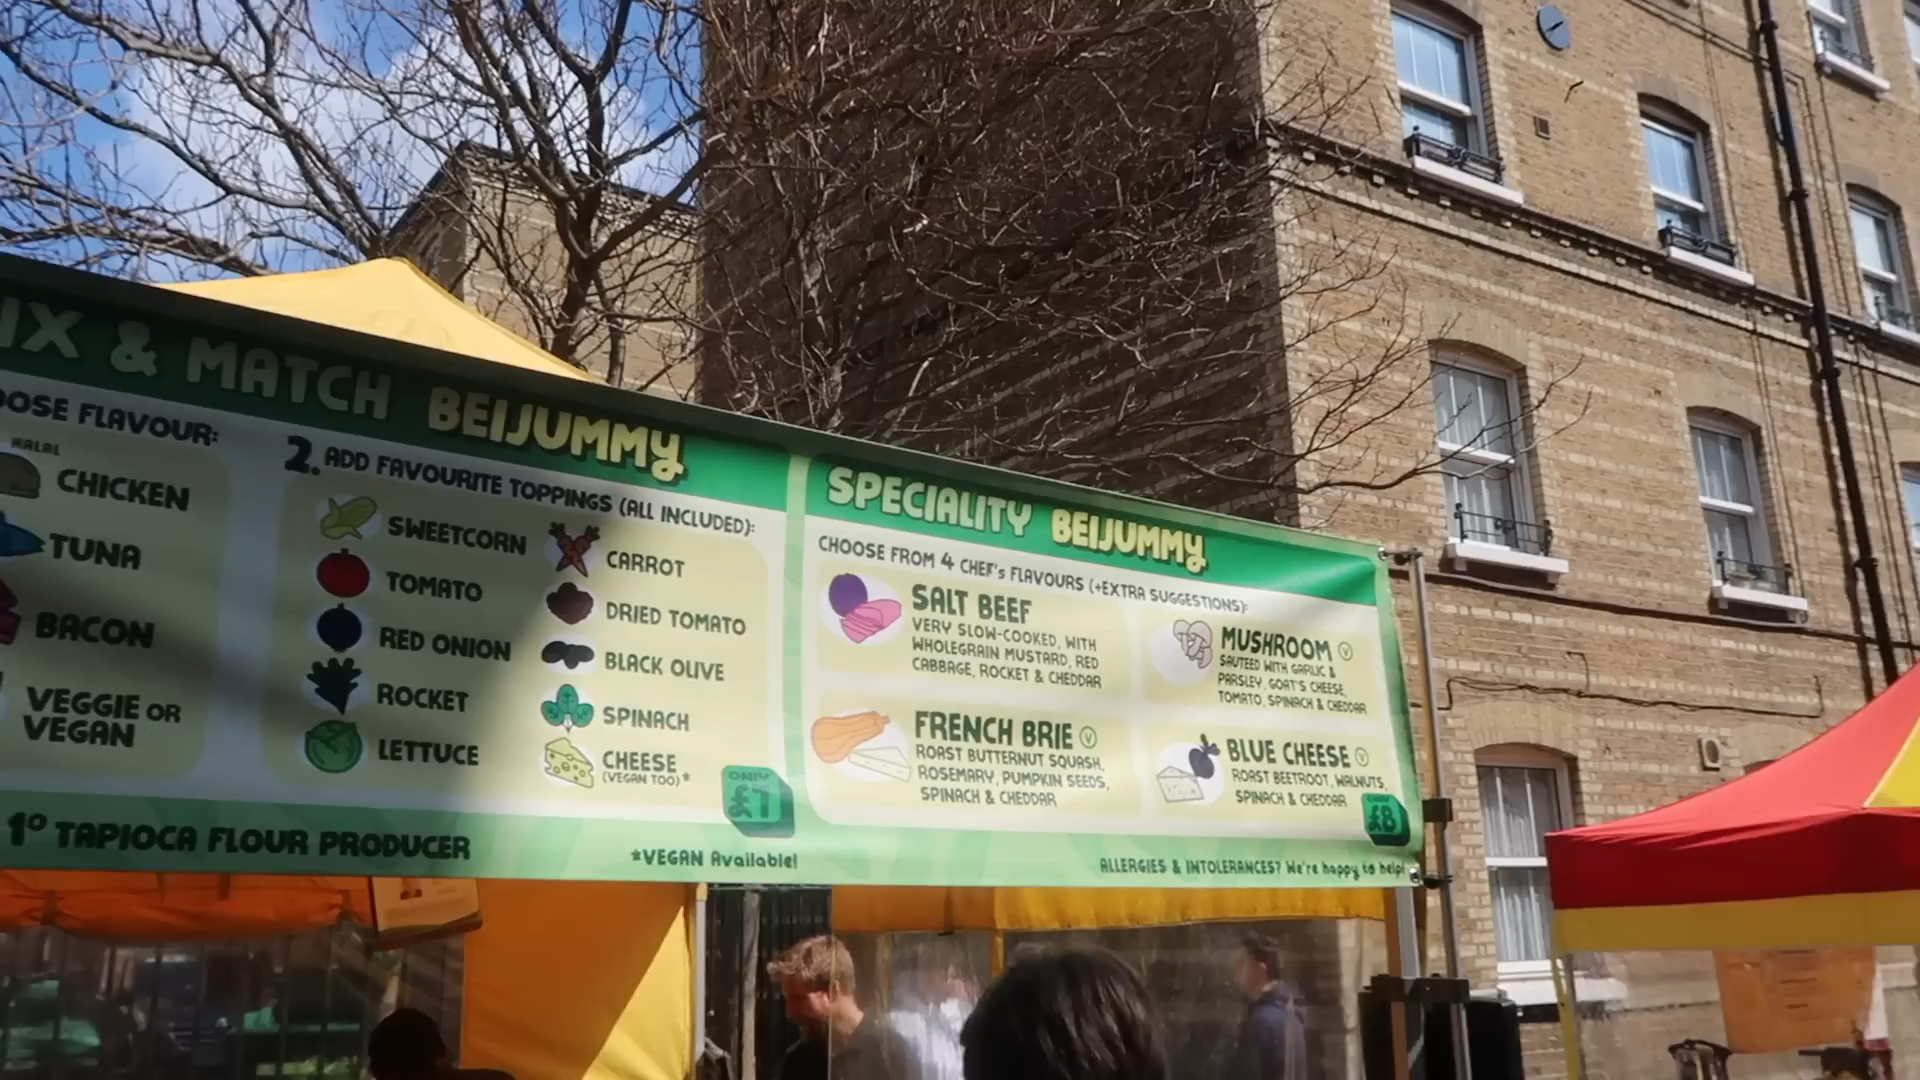 IX & MATCH BEIJUMMY
OOSE FLAVOUR:
HALAL
CHICKEN
TUNA
BACON
VEGGIE OR
VEGAN
2. ADD FAVOURITE TOPPINGS (ALL INCLUDED):
SWEETCORN
TOMATO
RED ONION
ROCKET
LETTUCE
CARROT
DRIED TOMATO
BLACK OLIVE
SPINACH
CHEESE
(VEGAN TOO)*
ONLY
£7
1º TAPIOCA FLOUR PRODUCER
*VEGAN Available!
SPECIALITY BEIJUMMY
CHOOSE FROM 4 CHEF's FLAVOURS (+EXTRA SUGGESTIONS):
SALT BEEF
VERY SLOW-COOKED, WITH
WHOLEGRAIN MUSTARD, RED
CABBAGE, ROCKET & CHEDDAR
FRENCH BRIE V
ROAST BUTTERNUT SQUASH,
ROSEMARY, PUMPKIN SEEDS,
SPINACH & CHEDDAR
MUSHROOM V
SAUTEED WITH GARLIC &
PARSLEY, GOAT'S CHEESE,
TOMATO, SPINACH & CHEDDAR
BLUE CHEESE V
ROAST BEETROOT, WALNUTS,
SPINACH & CHEDDAR
£8
ALLERGIES & INTOLERANCES? We're happy to help!